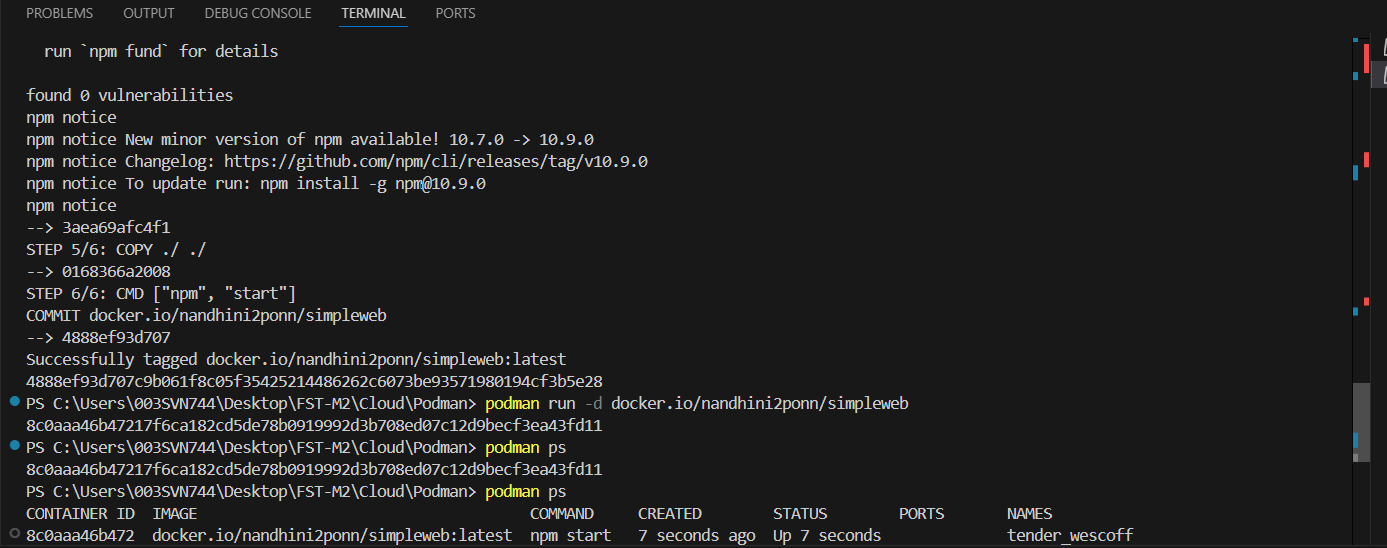 PROBLEMS OUTPUT DEBUG CONSOLE TERMINAL PORTS
run `npm fund` for details
found 0 vulnerabilities
npm notice
npm notice New minor version of npm available! 10.7.0 -> 10.9.0
npm notice Changelog: https://github.com/npm/cli/releases/tag/v10.9.0
npm notice To update run: npm install -g npm@10.9.0
npm notice
--> 3aea69afc4f1
STEP 5/6: COPY ./ ./
--> 0168366a2008
STEP 6/6: CMD ["npm", "start"]
COMMIT docker.io/nandhini2ponn/simpleweb
--> 4888ef93d707
Successfully tagged docker.io/nandhini2ponn/simpleweb:latest
4888ef93d707c9b061f8c05f35425214486262c6073be93571980194cf3b5e28
PS C:\Users\003SVN744\Desktop\FST-M2\Cloud\Podman> podman run -d docker.io/nandhini2ponn/simpleweb
8c0aaa46b47217f6ca182cd5de78b0919992d3b708ed07c12d9becf3ea43fd11
PS C:\Users\003SVN744\Desktop\FST-M2\Cloud\Podman> podman ps
8c0aaa46b47217f6ca182cd5de78b0919992d3b708ed07c12d9becf3ea43fd11
PS C:\Users\003SVN744\Desktop\FST-M2\Cloud\Podman> podman ps
CONTAINER ID IMAGE COMMAND CREATED STATUS PORTS NAMES
8c0aaa46b472 docker.io/nandhini2ponn/simpleweb:latest npm start 7 seconds ago Up 7 seconds tender_wescoff